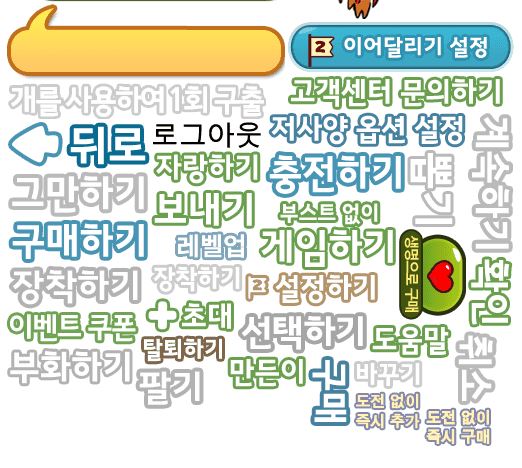 2 이어달리기 설정
개를 사용하여 1회 구출
고객센터 문의하기
뒤로
로그아웃
저사양 옵션 설정
계속하기
자랑하기
충전하기
뽑기
그만하기
보내기
부스트 없이
구매하기
레벨업
게임하기
생명으로 구매
확인
장착하기
장착하기
2 설정하기
이벤트 쿠폰
초대
선택하기
도움말
취소
탈퇴하기
부화하기
팔기
만든이
구매
바꾸기
도전 없이
즉시 추가
도전 없이
즉시 구매